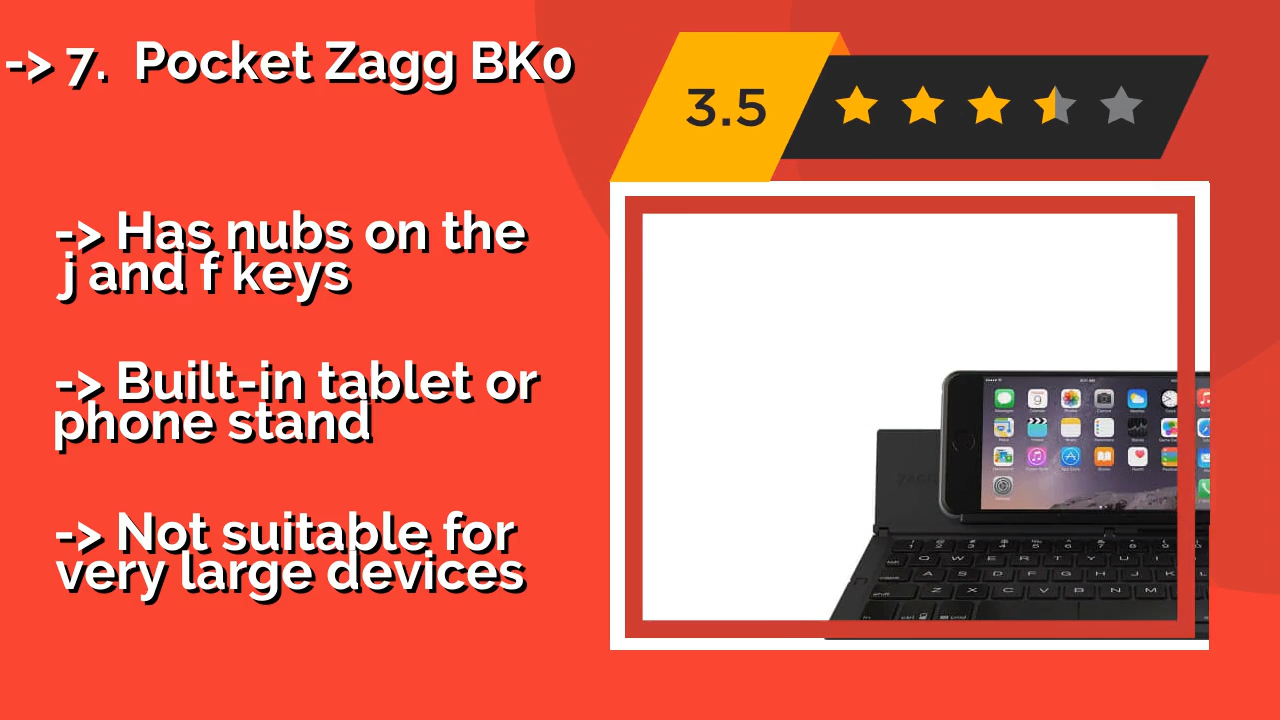 -> 7. Pocket Zagg BK0
3.5
-> Has nubs on the
j and f keys
-> Built-in tablet or
phone stand
-> Not suitable for
very large devices
ZAGG
Q W E R T Y U I O
A S D F G H J K L
Z X C V B N M